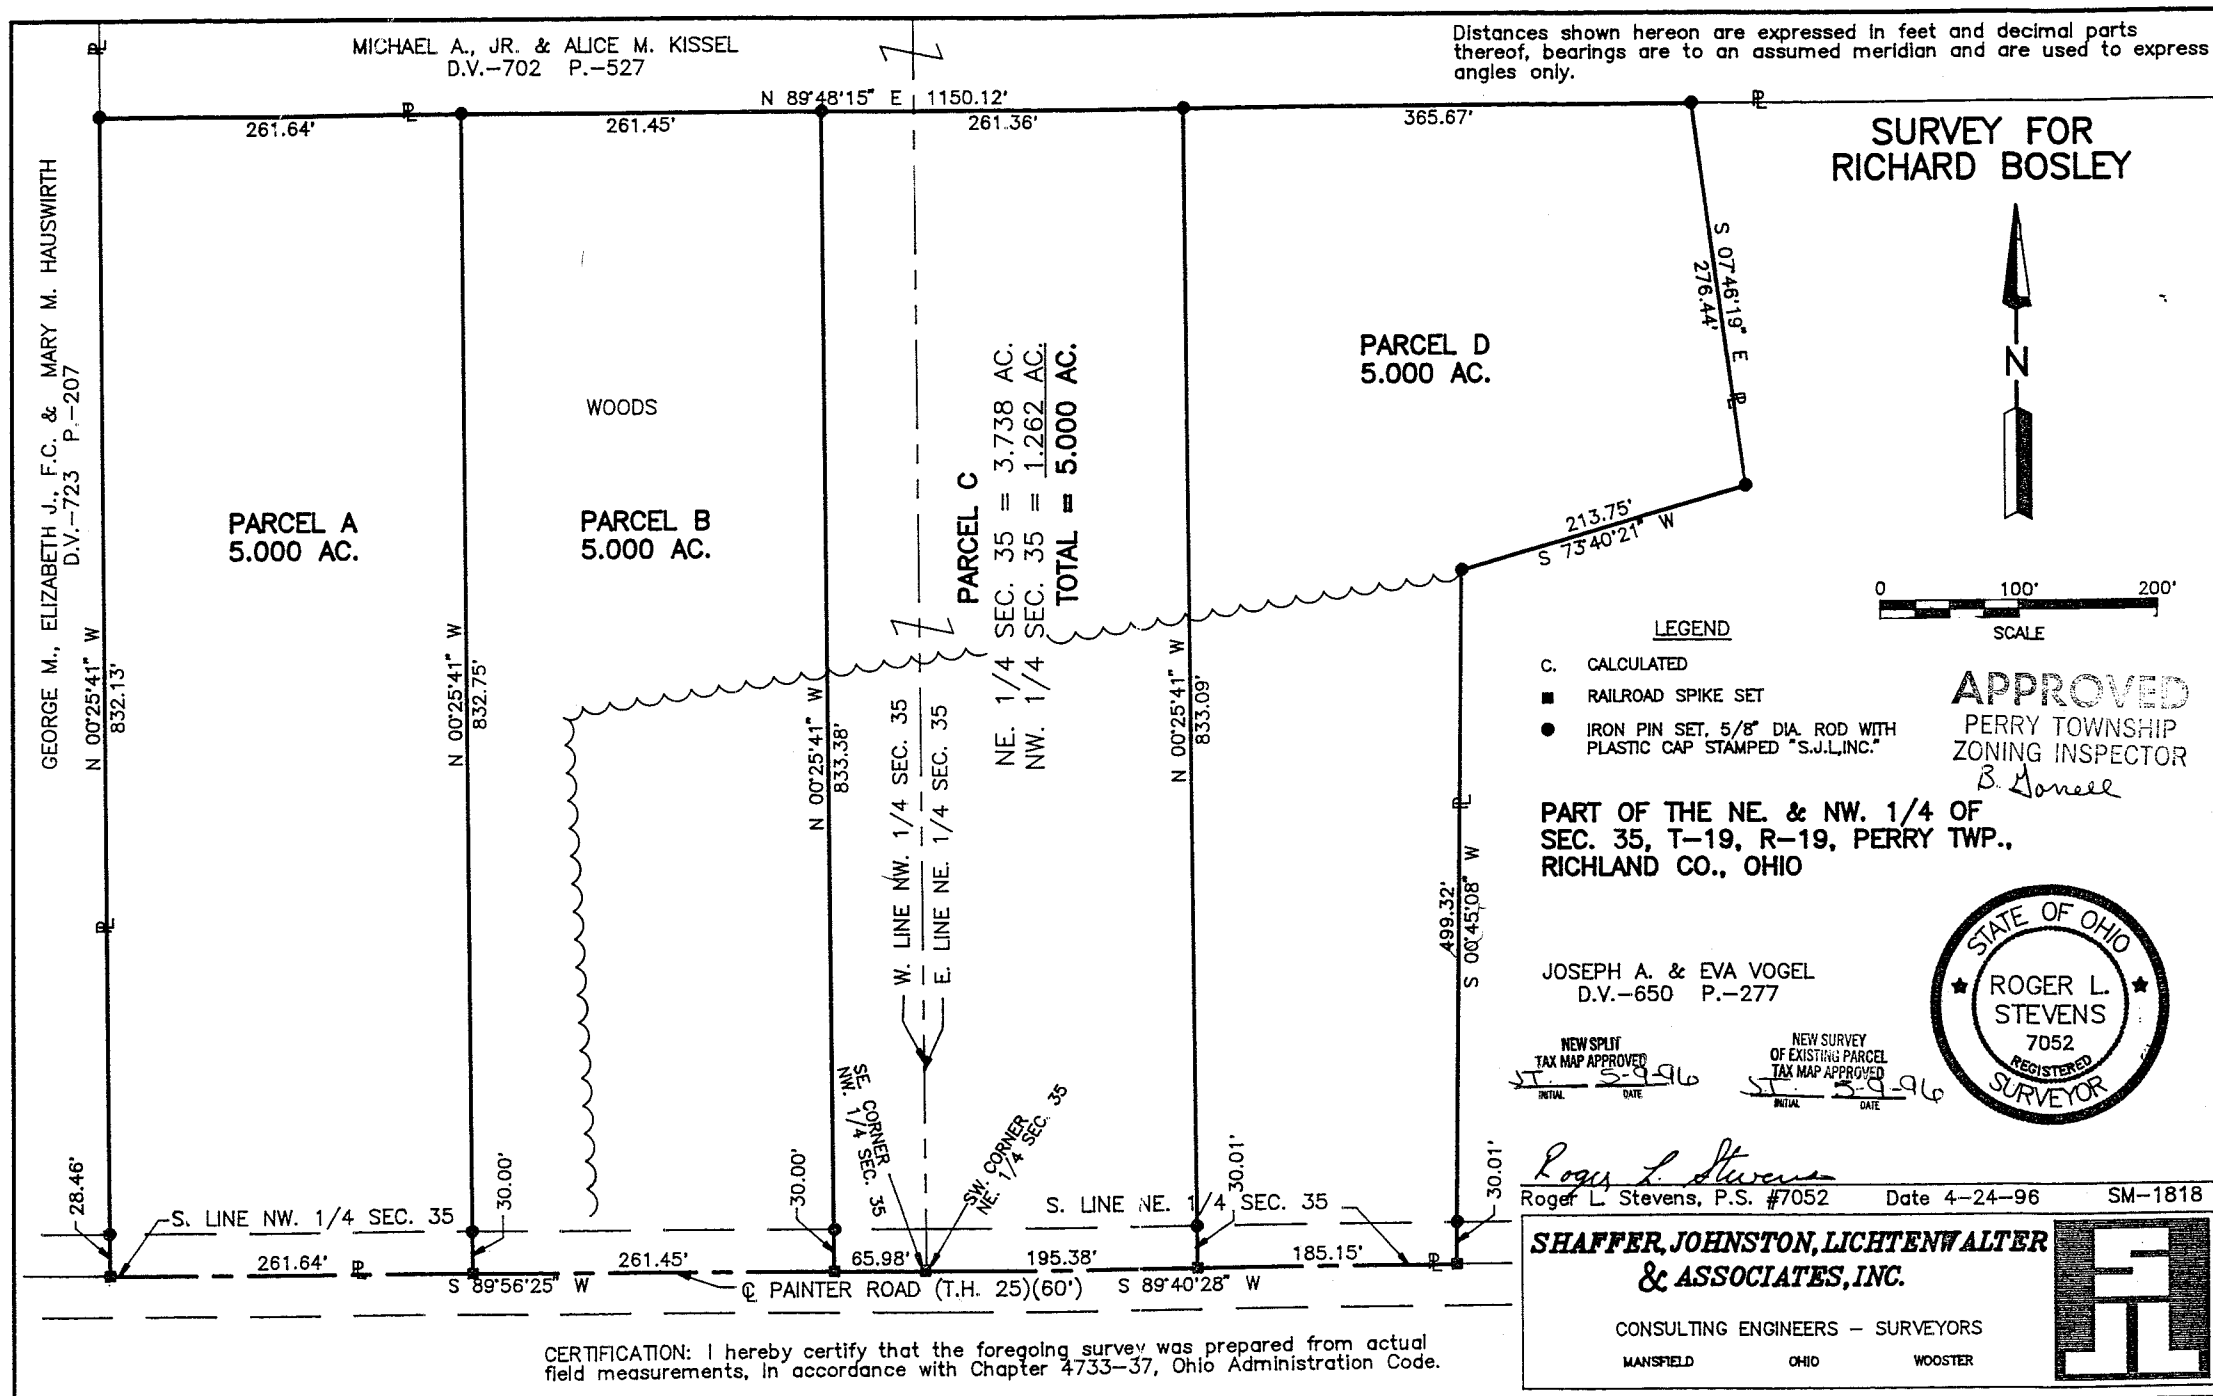 MICHAEL A., JR. & ALICE M. KISSEL
D.V.-702 P.-527
Distances shown hereon are expressed in feet and decimal parts
thereof, bearings are to an assumed meridian and are used to express
angles only.
N 89°48'15" E 1150.12'
261.64'
261.45'
261.36'
365.67'
SURVEY FOR
RICHARD BOSLEY
GEORGE M., ELIZABETH J., F.C. & MARY M. HAUSWIRTH
D.V.-723 P.-207
S 07°46'19" E
276.44'
N
PARCEL D
5.000 AC.
WOODS
PARCEL A
5.000 AC.
PARCEL B
5.000 AC.
PARCEL C
NE. 1/4 SEC. 35 = 3.738 AC.
NW. 1/4 SEC. 35 = 1.262 AC.
TOTAL = 5.000 AC.
213.75'
S 73°40'21" W
0 100' 200'
SCALE
LEGEND
C. CALCULATED
RAILROAD SPIKE SET
IRON PIN SET, 5/8" DIA. ROD WITH
PLASTIC CAP STAMPED "S.J.L,INC."
APPROVED
PERRY TOWNSHIP
ZONING INSPECTOR
N 00°25'41" W
832.13'
N 00°25'41" W
832.75'
N 00°25'41" W
833.38'
W. LINE NW. 1/4 SEC. 35
E. LINE NE. 1/4 SEC. 35
N 00°25'41" W
833.09'
499.32'
S 00°45'08" W
PART OF THE NE. & NW. 1/4 OF
SEC. 35, T-19, R-19, PERRY TWP.,
RICHLAND CO., OHIO
JOSEPH A. & EVA VOGEL
D.V.-650 P.-277
STATE OF OHIO
ROGER L.
STEVENS
7052
REGISTERED
SURVEYOR
NEW SPLIT
TAX MAP APPROVED
5-9-96
INITIAL DATE
NEW SURVEY
OF EXISTING PARCEL
TAX MAP APPROVED
5-9-96
INITIAL DATE
SE. CORNER
NW. 1/4 SEC. 35
SW. CORNER
NE. 1/4 SEC. 35
28.46'
30.00'
30.00'
30.01'
30.01'
S. LINE NW. 1/4 SEC. 35
S. LINE NE. 1/4 SEC. 35
261.64'
261.45'
65.98'
195.38'
185.15'
S 89°56'25" W
PAINTER ROAD (T.H. 25)(60')
S 89°40'28" W
Roger L. Stevens
Roger L. Stevens, P.S. #7052 Date 4-24-96 SM-1818
SHAFFER, JOHNSTON, LICHTENWALTER
& ASSOCIATES, INC.
CONSULTING ENGINEERS - SURVEYORS
MANSFIELD OHIO WOOSTER
CERTIFICATION: I hereby certify that the foregoing survey was prepared from actual
field measurements, in accordance with Chapter 4733-37, Ohio Administration Code.